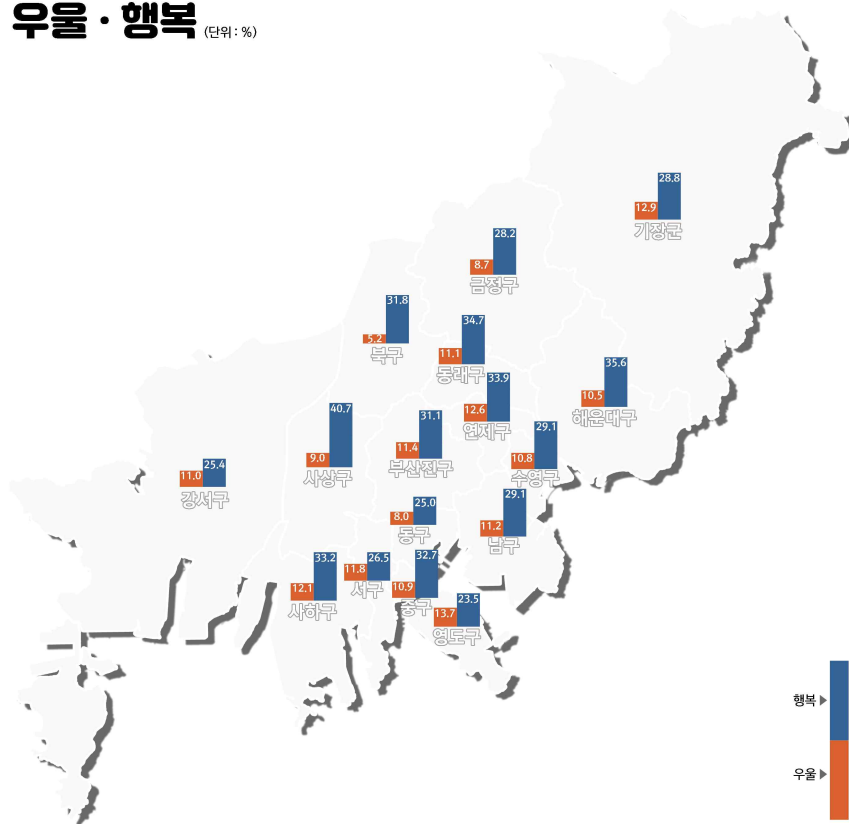 우울 · 행복 (단위 : %)
12.9 28.8
기장군
8.7 28.2
금정구
5.2 31.8
북구
11.1 34.7
동래구
12.6 33.9
연제구
10.5 35.6
해운대구
9.0 40.7
사상구
11.4 31.1
부산진구
10.8 29.1
수영구
11.0 25.4
강서구
8.0 25.0
동구
11.2 29.1
남구
12.1 33.2
사하구
11.8 26.5
서구
10.9 32.7
중구
13.7 23.5
영도구
행복 ▶
우울 ▶